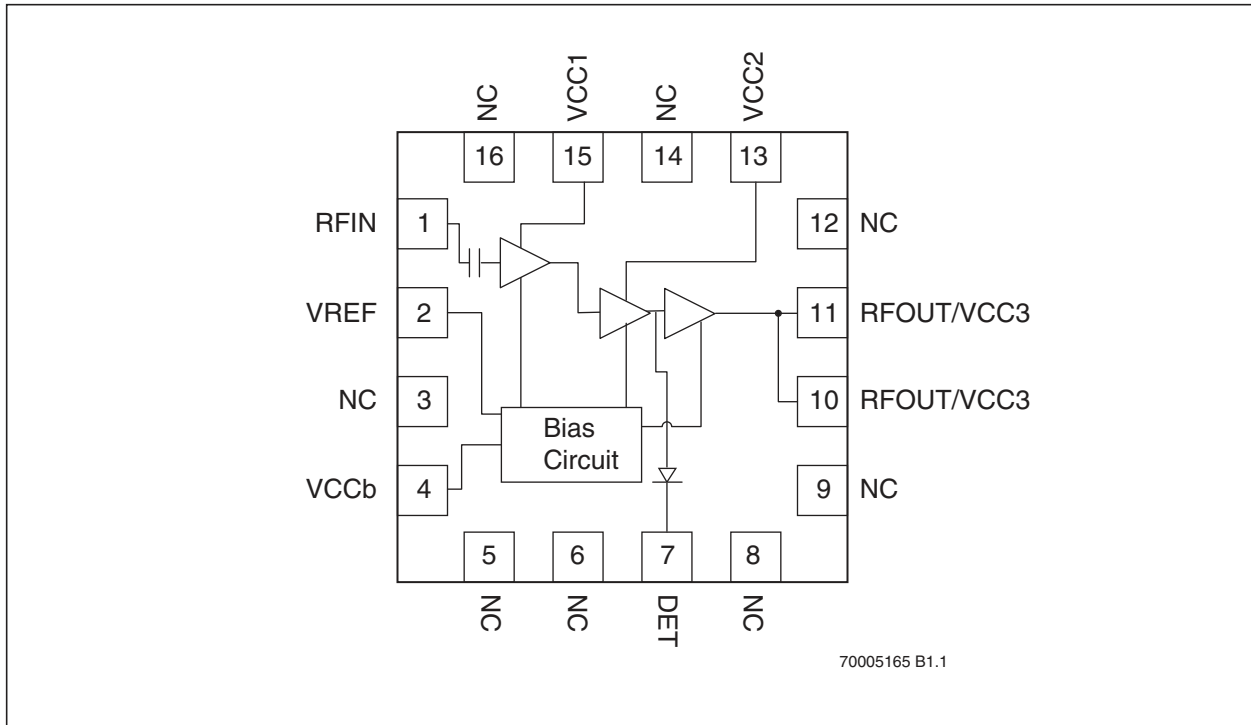 NC
VCC1
NC
VCC2
16
15
14
13
RFIN
1
12
NC
VREF
2
11
RFOUT/VCC3
NC
3
10
RFOUT/VCC3
Bias
Circuit
VCCb
4
9
NC
5
6
7
8
NC
NC
DET
NC
70005165 B1.1